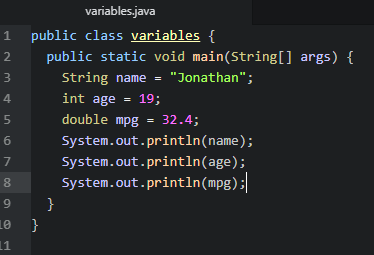 variables.java
1 public class variables {
2 public static void main(String[] args) {
3 String name = "Jonathan";
4 int age = 19;
5 double mpg = 32.4;
6 System.out.println(name);
7 System.out.println(age);
8 System.out.println(mpg);
9 }
10 }
11